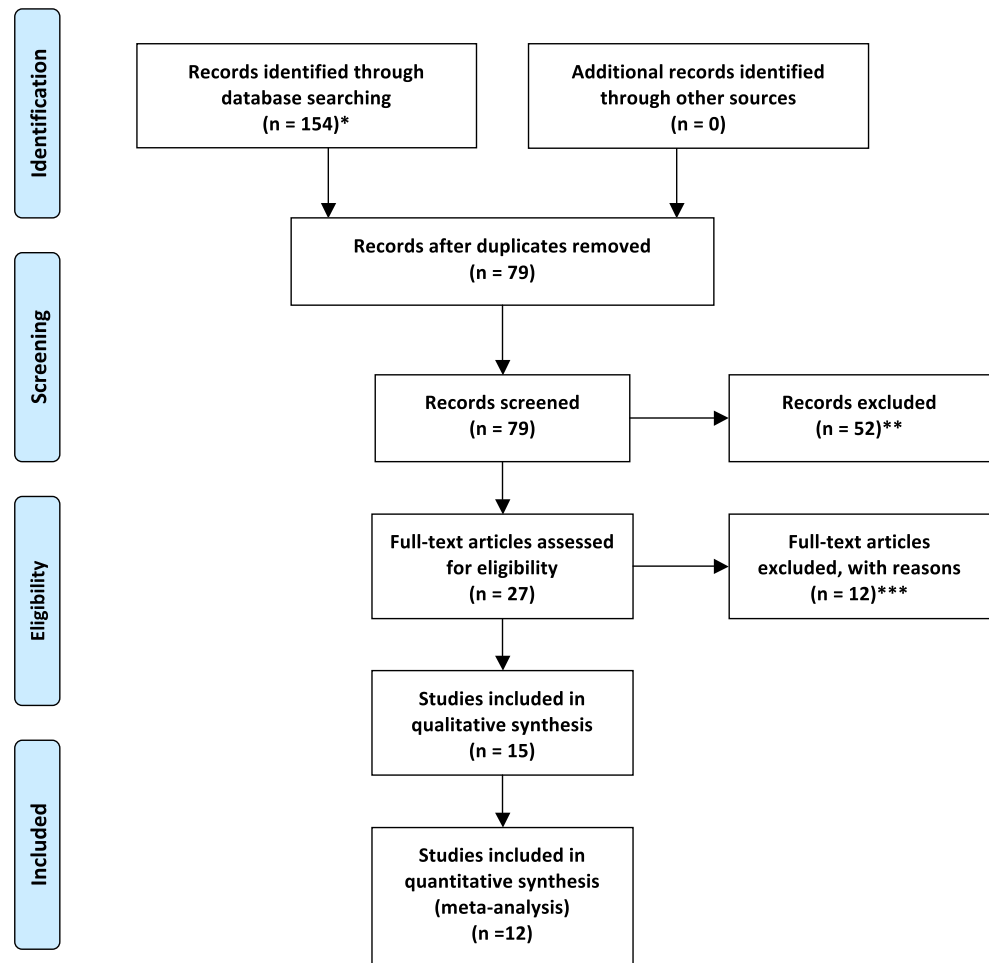 Identification
Records identified through
database searching
(n = 154)*
Additional records identified
through other sources
(n = 0)
Records after duplicates removed
(n = 79)
Screening
Records screened
(n = 79)
Records excluded
(n = 52)**
Eligibility
Full-text articles assessed
for eligibility
(n = 27)
Full-text articles
excluded, with reasons
(n = 12)***
Studies included in
qualitative synthesis
(n = 15)
Included
Studies included in
quantitative synthesis
(meta-analysis)
(n =12)